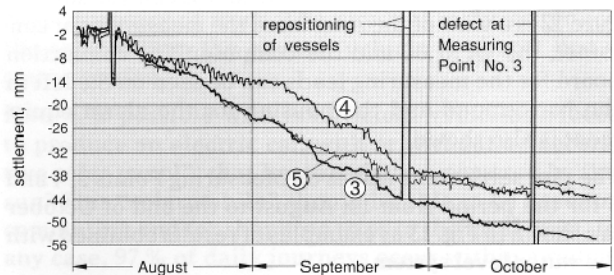 4
-2
-8
-14
-20
-26
-32
-38
-44
-50
-56
settlement, mm
repositioning
of vessels
defect at
Measuring
Point No. 3
4
5
3
August
September
October